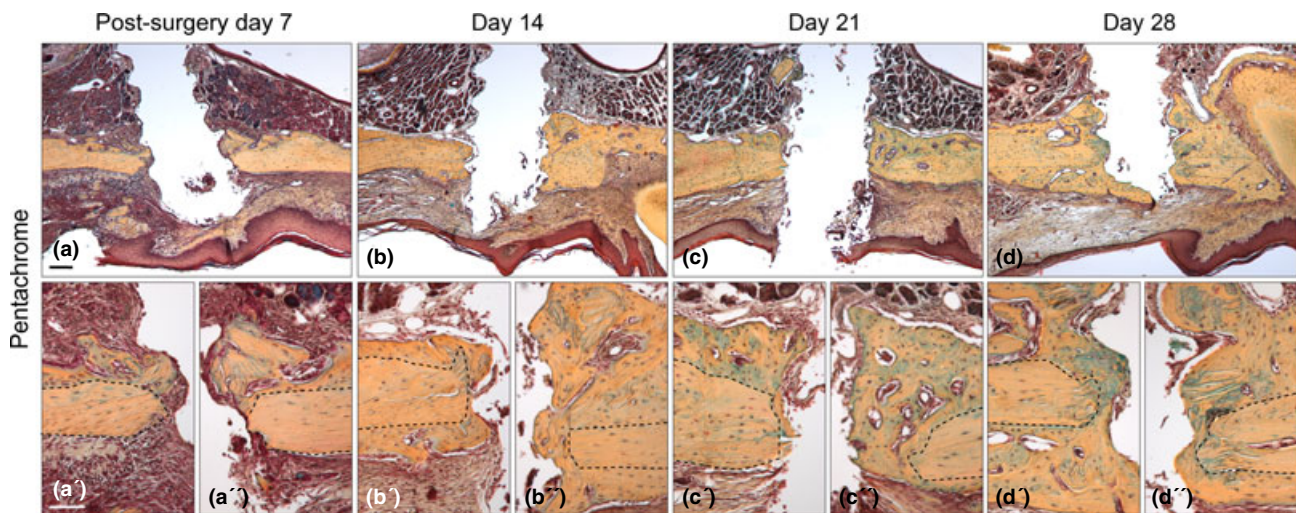 Post-surgery day 7 Day 14 Day 21 Day 28
Pentachrome
(a) (b) (c) (d)
(a´) (a´´) (b´) (b´´) (c´) (c´´) (d´) (d´´)